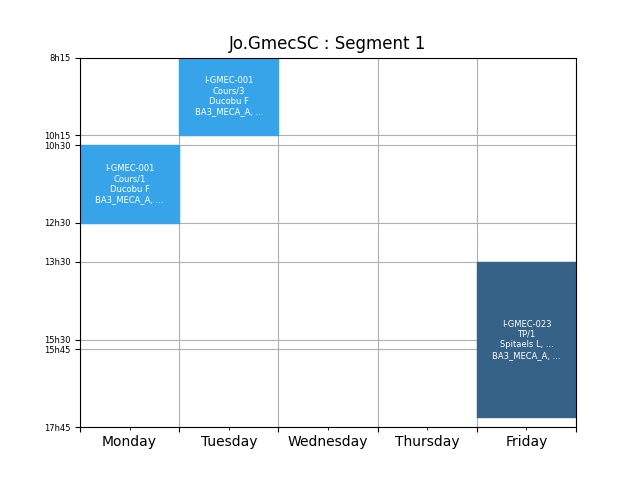 Jo.GmecSC : Segment 1
8h15
10h15
10h30
12h30
13h30
15h30
15h45
17h45
I-GMEC-001
Cours/3
Ducobu F
BA3_MECA_A, ...
I-GMEC-001
Cours/1
Ducobu F
BA3_MECA_A, ...
I-GMEC-023
TP/1
Spitaels L, ...
BA3_MECA_A, ...
Monday Tuesday Wednesday Thursday Friday